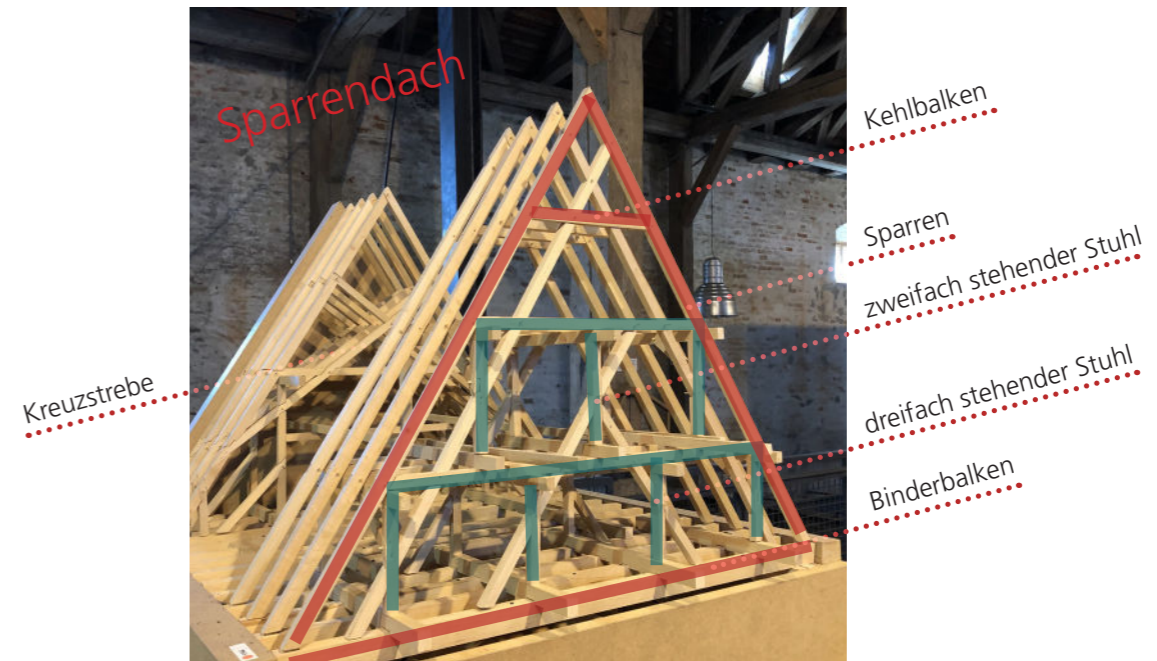 Sparrendach
Kehlbalken
Sparren
zweifach stehender Stuhl
Kreuzstrebe
dreifach stehender Stuhl
Binderbalken